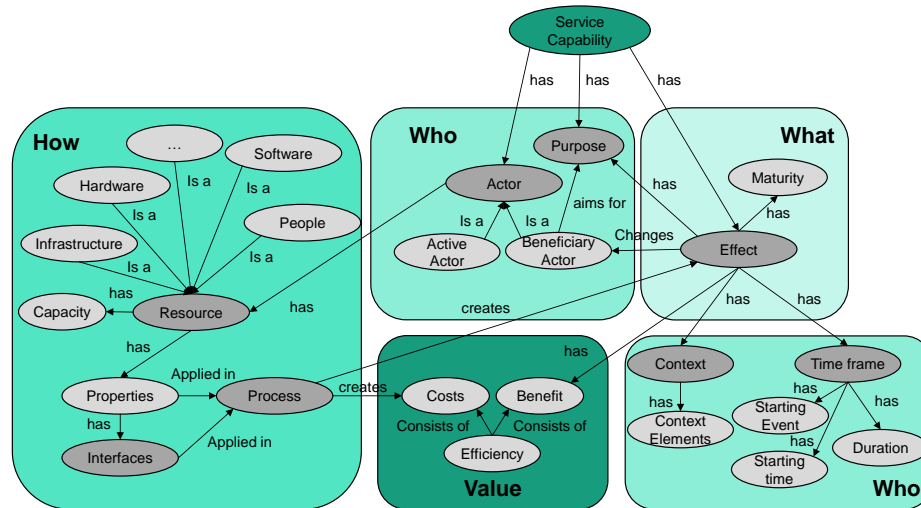 Service
Capability
has
has
has
How
…
Software
Hardware
Is a
Is a
Is a
People
Infrastructure
Is a
Is a
has
Capacity
Resource
has
Properties
Applied in
Process
has
Applied in
Interfaces
Who
Purpose
Actor
Is a
Is a
aims for
Active
Actor
Beneficiary
Actor
has
creates
What
Maturity
has
has
Changes
Effect
has
has
has
creates
Costs
Benefit
Consists of
Consists of
Efficiency
Value
Context
Time frame
has
has
Context
Elements
Starting
Event
has
has
Starting
time
Duration
Who